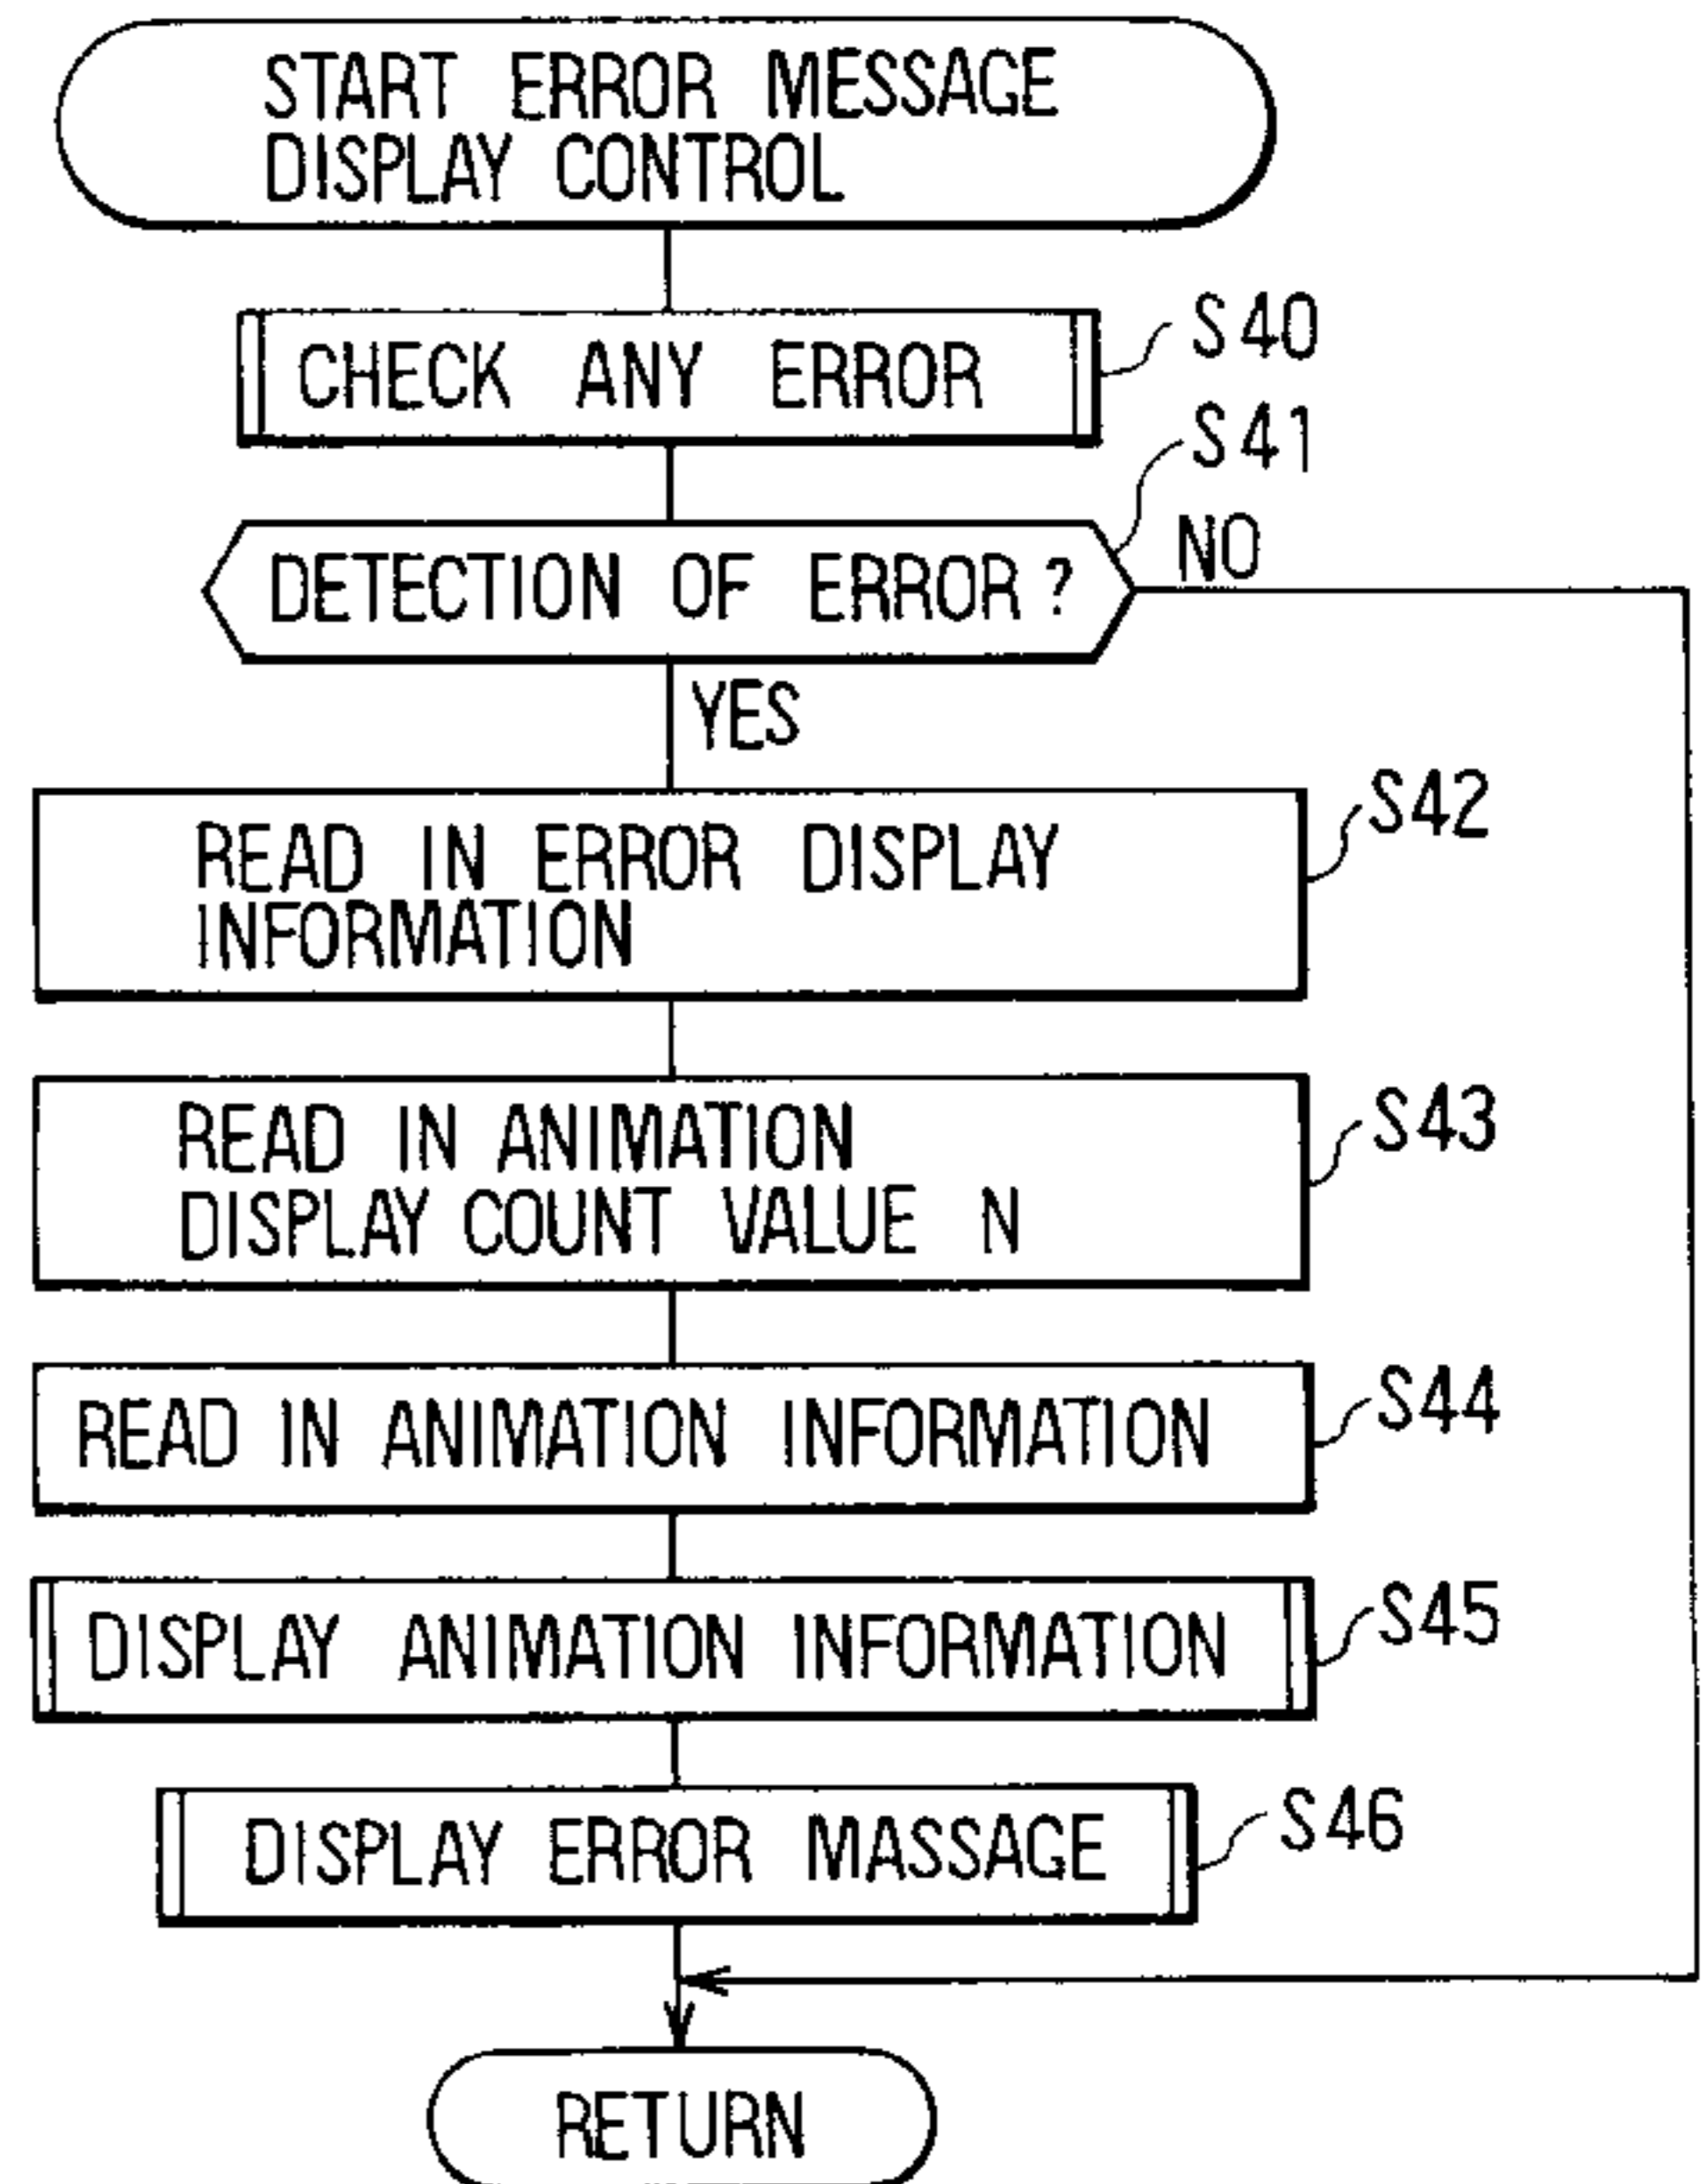 START ERROR MESSAGE
DISPLAY CONTROL
CHECK ANY ERROR
S40
S41
DETECTION OF ERROR?
NO
YES
S42
READ IN ERROR DISPLAY
INFORMATION
S43
READ IN ANIMATION
DISPLAY COUNT VALUE N
S44
READ IN ANIMATION INFORMATION
S45
DISPLAY ANIMATION INFORMATION
S46
DISPLAY ERROR MASSAGE
RETURN